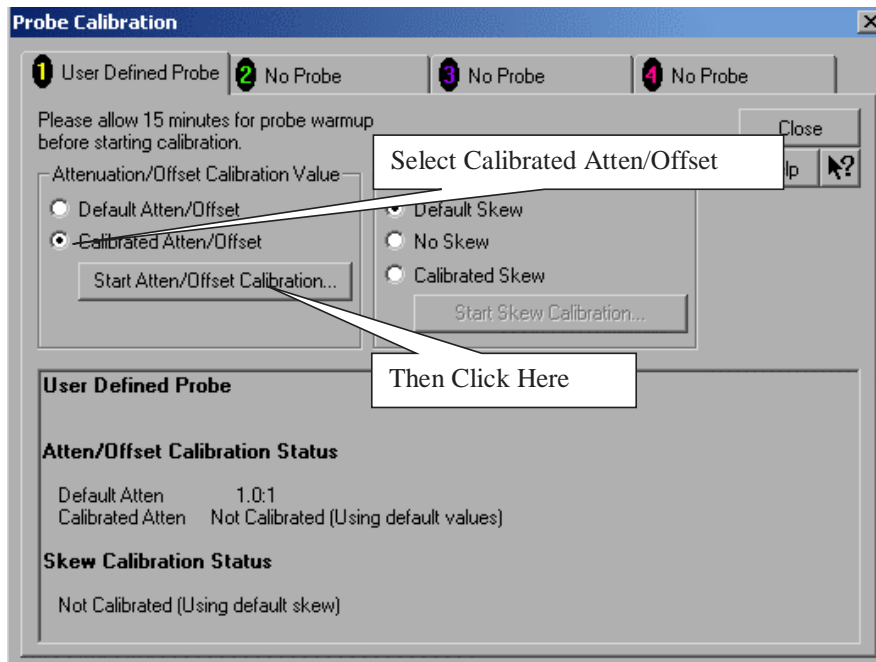 Probe Calibration
1 User Defined Probe 2 No Probe 3 No Probe 4 No Probe
Please allow 15 minutes for probe warmup
before starting calibration.
Close
Select Calibrated Atten/Offset
Attenuation/Offset Calibration Value
Default Atten/Offset
Calibrated Atten/Offset
Start Atten/Offset Calibration...
Default Skew
No Skew
Calibrated Skew
Start Skew Calibration...
Then Click Here
User Defined Probe
Atten/Offset Calibration Status
Default Atten 1.0:1
Calibrated Atten Not Calibrated (Using default values)
Skew Calibration Status
Not Calibrated (Using default skew)